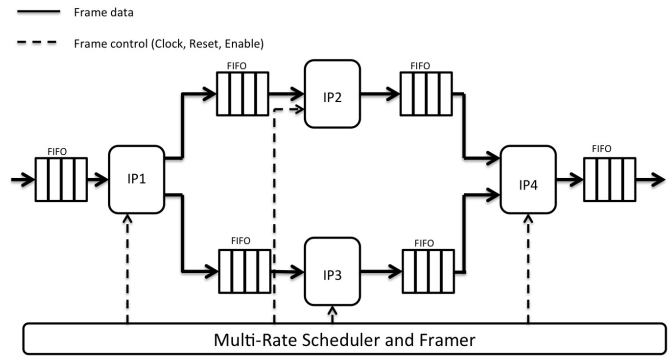 Frame data
Frame control (Clock, Reset, Enable)
FIFO
IP2
FIFO
FIFO
IP1
IP4
FIFO
FIFO
IP3
FIFO
Multi-Rate Scheduler and Framer